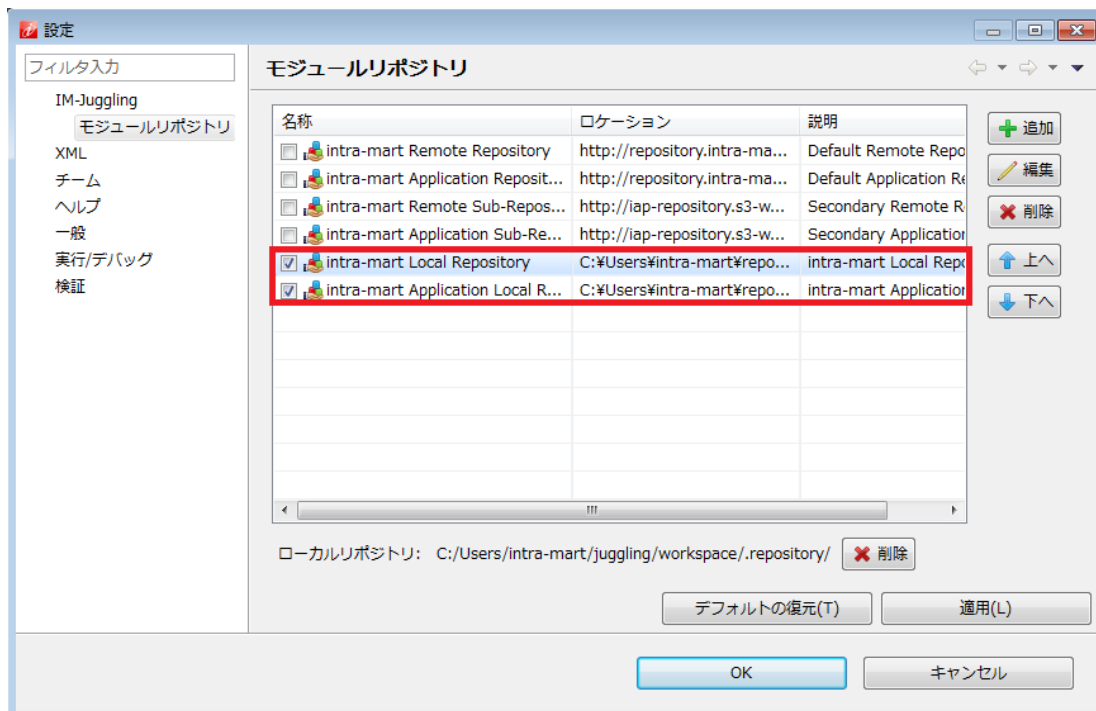 設定
フィルタ入力
IM-Juggling
モジュールリポジトリ
XML
チーム
ヘルプ
一般
実行/デバッグ
検証
モジュールリポジトリ
名称 ロケーション 説明
intra-mart Remote Repository http://repository.intra-ma... Default Remote Repo
intra-mart Application Reposit... http://repository.intra-ma... Default Application Re
intra-mart Remote Sub-Repos... http://iap-repository.s3-w... Secondary Remote R
intra-mart Application Sub-Re... http://iap-repository.s3-w... Secondary Application
intra-mart Local Repository C:¥Users¥intra-mart¥repo... intra-mart Local Repo
intra-mart Application Local R... C:¥Users¥intra-mart¥repo... intra-mart Application
追加
編集
削除
上へ
下へ
ローカルリポジトリ: C:/Users/intra-mart/juggling/workspace/.repository/ 削除
デフォルトの復元(T) 適用(L)
OK キャンセル